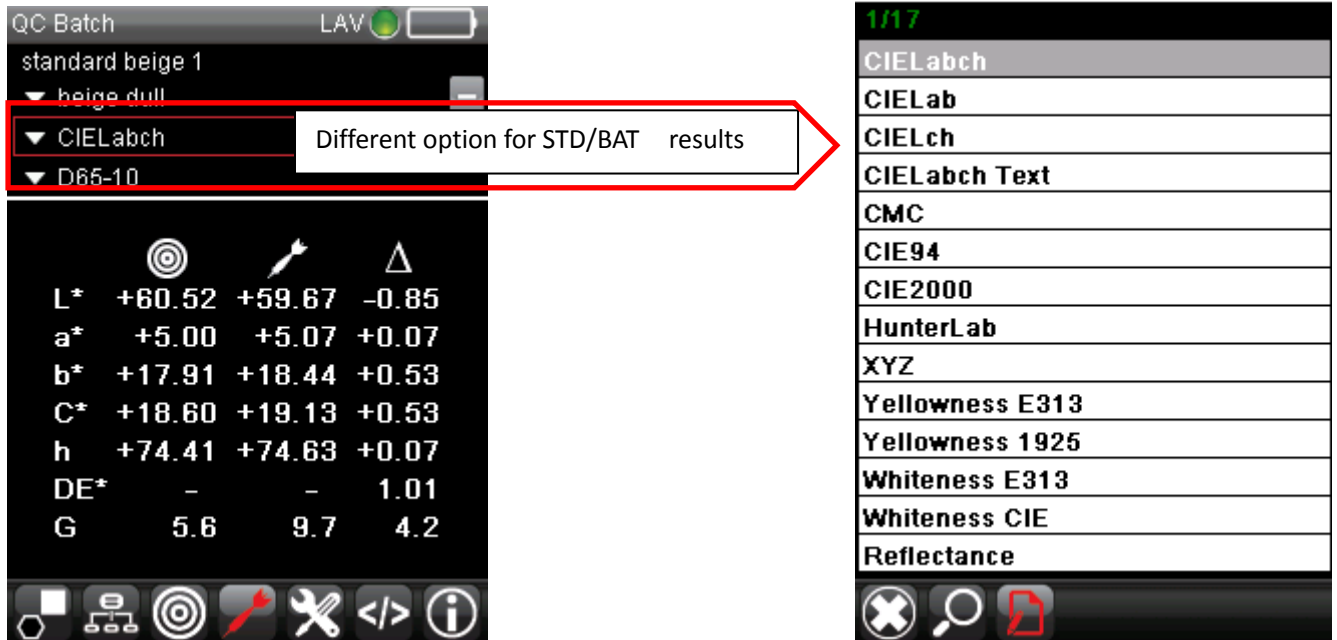 QC Batch LAV
standard beige 1
beige dull
CIELabch
D65-10
Different option for STD/BAT results
Δ
L* +60.52 +59.67 -0.85
a* +5.00 +5.07 +0.07
b* +17.91 +18.44 +0.53
C* +18.60 +19.13 +0.53
h +74.41 +74.63 +0.07
DE* - - 1.01
G 5.6 9.7 4.2
</>
1/17
CIELabch
CIELab
CIELch
CIELabch Text
CMC
CIE94
CIE2000
HunterLab
XYZ
Yellowness E313
Yellowness 1925
Whiteness E313
Whiteness CIE
Reflectance